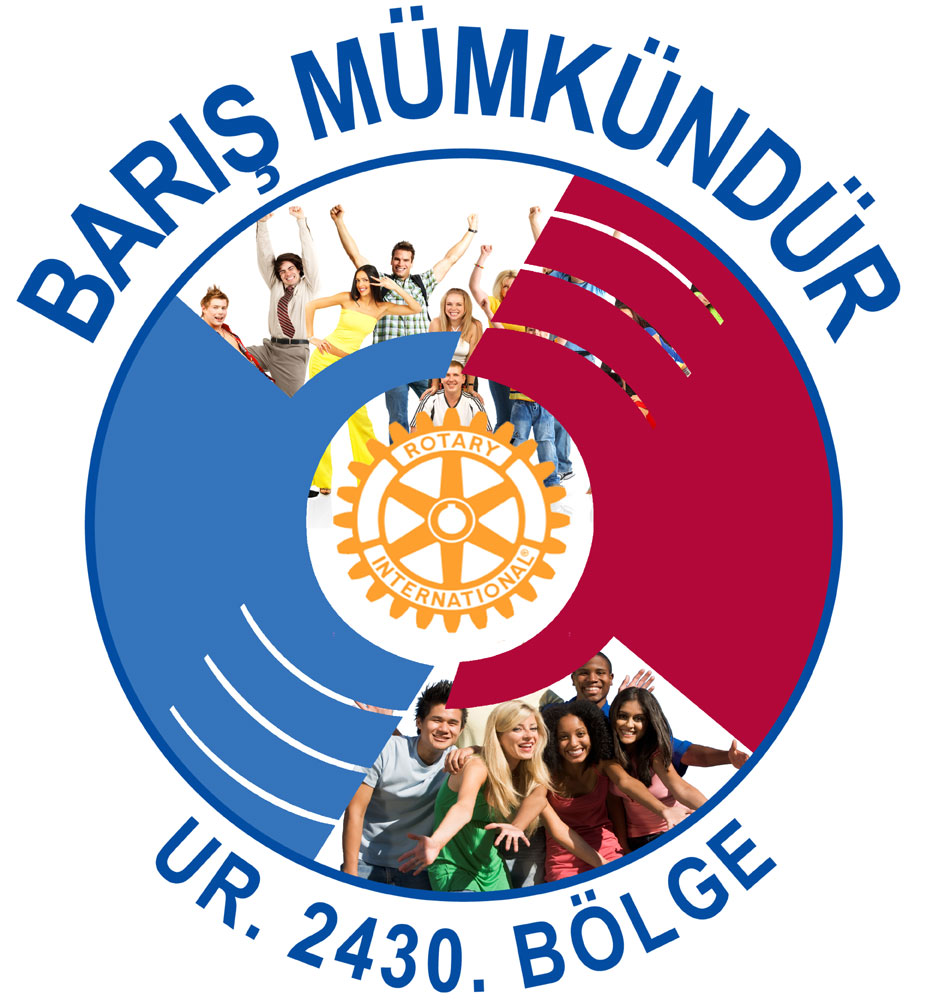 BARIŞ MÜMKÜNDÜR
ROTARY
INTERNATIONAL®
UR. 2430. BÖLGE